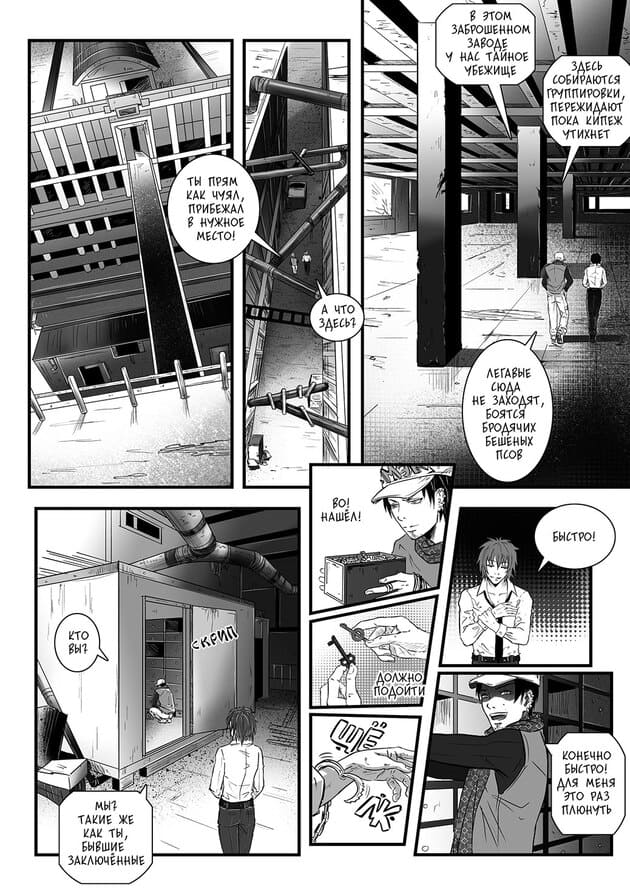 ТЫ ПРЯМ
КАК ЧУЯЛ,
ПРИБЕЖАЛ
В НУЖНОЕ
МЕСТО!
А ЧТО
ЗДЕСЬ?
В ЭТОМ
ЗАБРОШЕННОМ
ЗАВОДЕ
У НАС ТАЙНОЕ
УБЕЖИЩЕ
ЗДЕСЬ
СОБИРАЮТСЯ
ГРУППИРОВКИ,
ПЕРЕЖИДАЮТ
ПОКА КИПЕЖ
УТИХНЕТ
ЛЕГАВЫЕ
СЮДА
НЕ ЗАХОДЯТ,
БОЯТСЯ
БРОДЯЧИХ
БЕШЕНЫХ
ПСОВ
КТО
ВЫ?
СКРИП
МЫ?
ТАКИЕ ЖЕ
КАК ТЫ,
БЫВШИЕ
ЗАКЛЮЧЁННЫЕ
ВО!
НАШЁЛ!
ДОЛЖНО
ПОДОЙТИ
ЩЁ
ЛК
БЫСТРО!
КОНЕЧНО
БЫСТРО!
ДЛЯ МЕНЯ
ЭТО РАЗ
ПЛЮНУТЬ